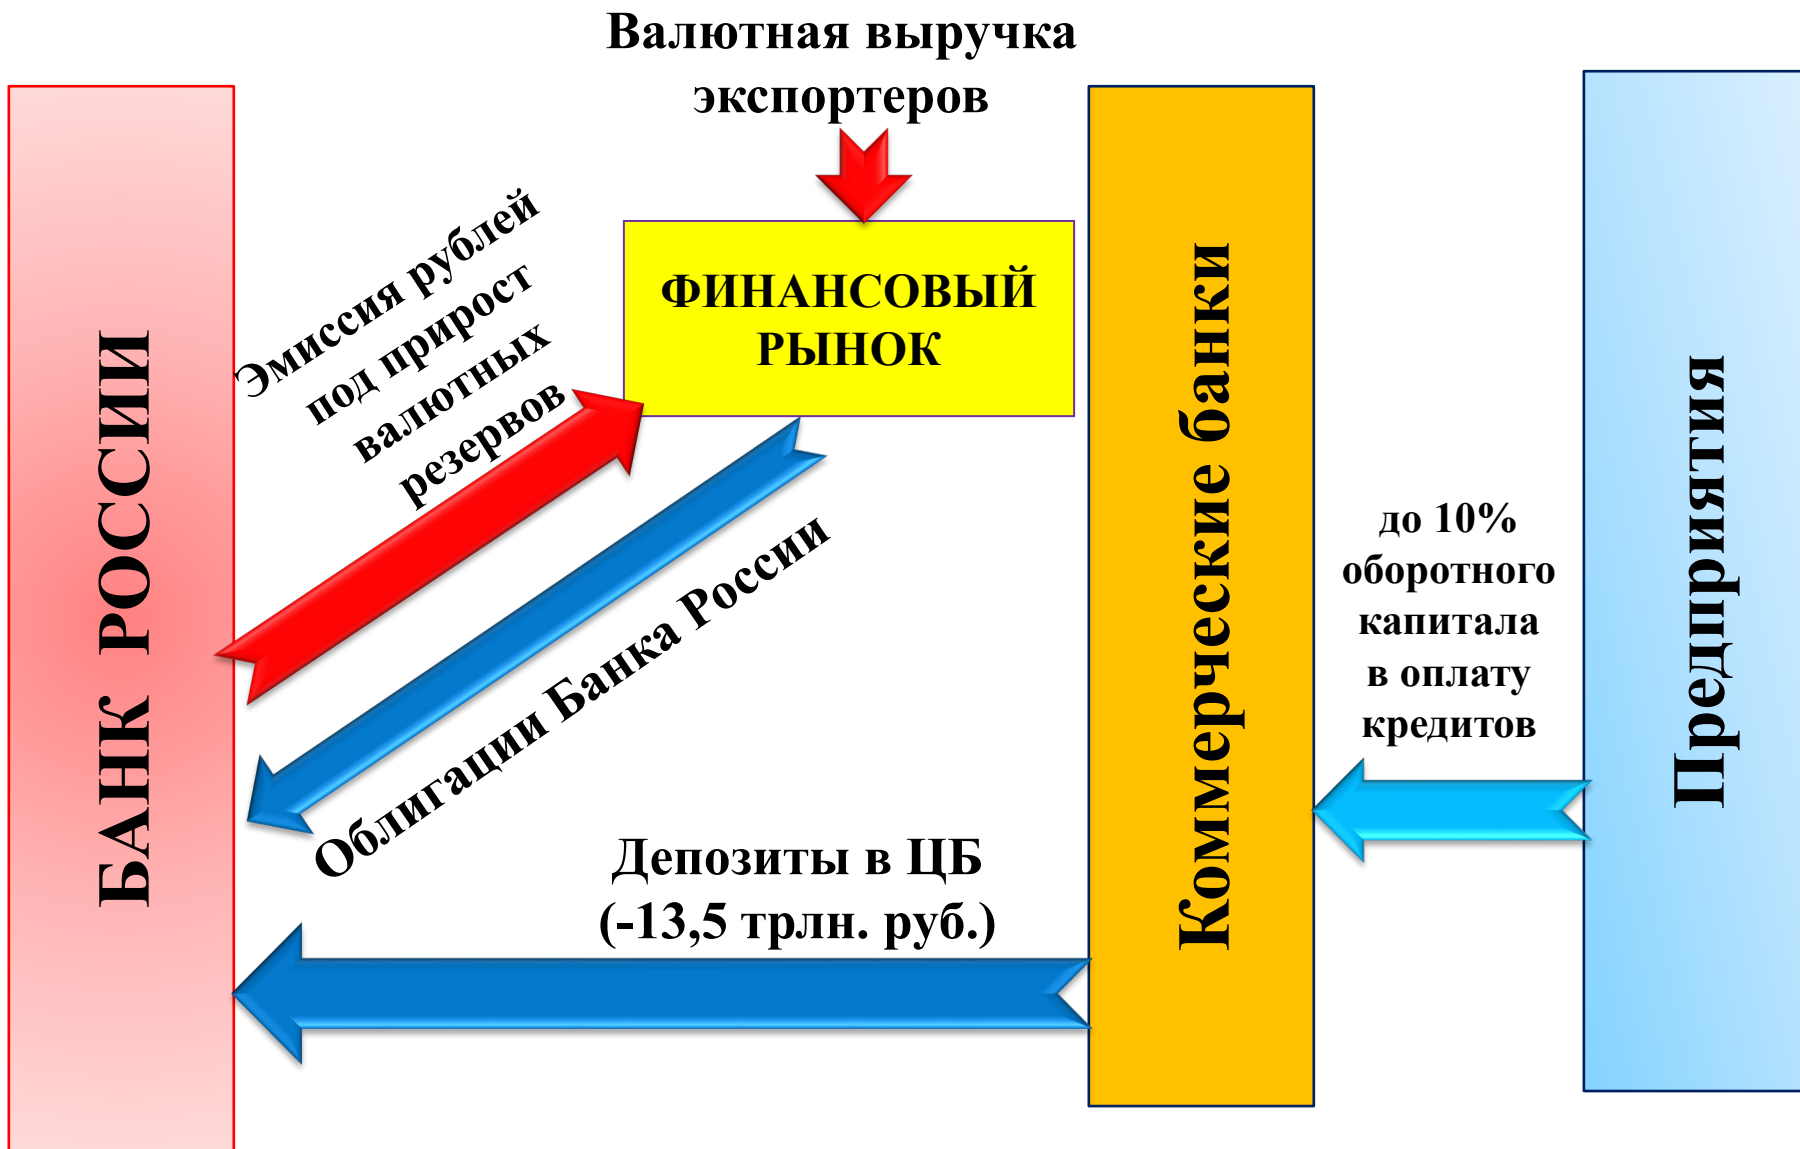 Валютная выручка
экспортеров
БАНК РОССИИ
Эмиссия рублей
под прирост
валютных
резервов
ФИНАНСОВЫЙ
РЫНОК
Облигации Банка России
Депозиты в ЦБ
(-13,5 трлн. руб.)
Коммерческие банки
до 10%
оборотного
капитала
в оплату
кредитов
Предприятия